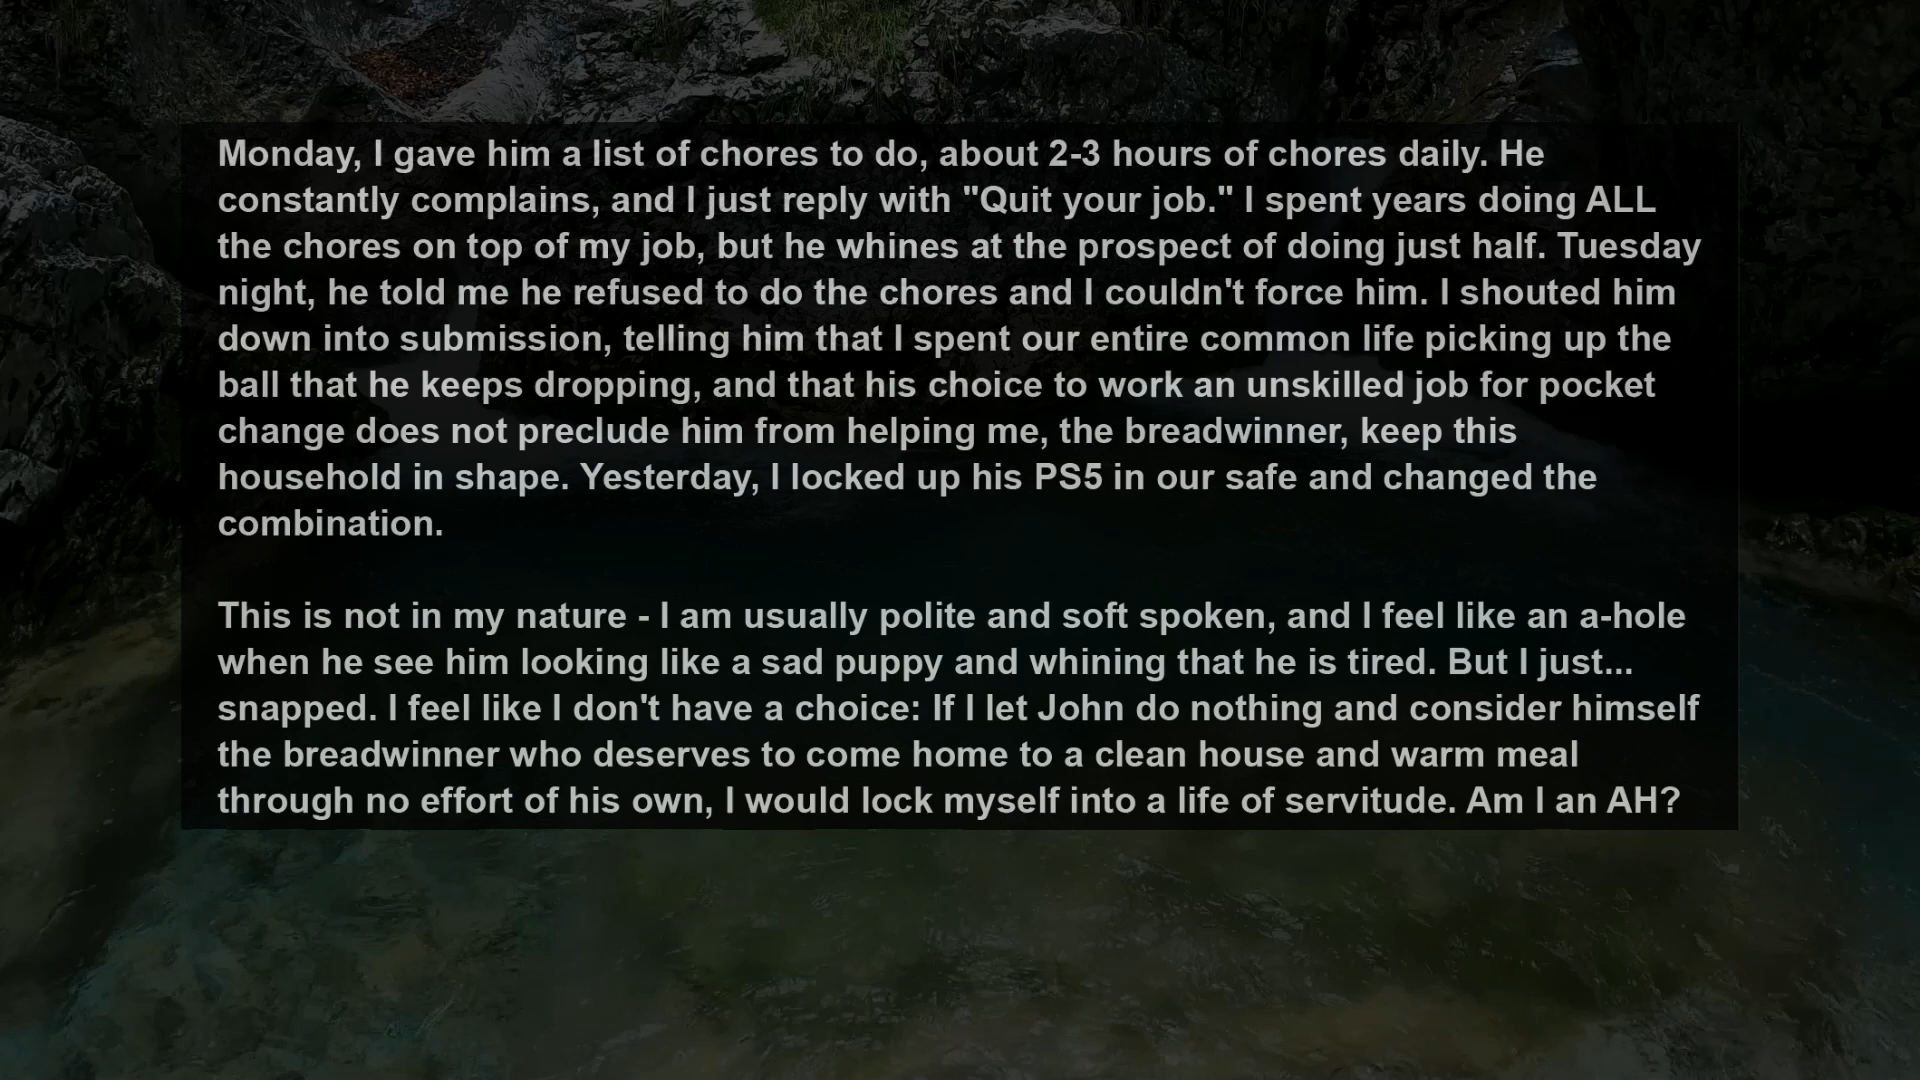 Monday, I gave him a list of chores to do, about 2-3 hours of chores daily. He
constantly complains, and I just reply with "Quit your job." I spent years doing ALL
the chores on top of my job, but he whines at the prospect of doing just half. Tuesday
night, he told me he refused to do the chores and I couldn't force him. I shouted him
down into submission, telling him that I spent our entire common life picking up the
ball that he keeps dropping, and that his choice to work an unskilled job for pocket
change does not preclude him from helping me, the breadwinner, keep this
household in shape. Yesterday, I locked up his PS5 in our safe and changed the
combination.
This is not in my nature - I am usually polite and soft spoken, and I feel like an a-hole
when he see him looking like a sad puppy and whining that he is tired. But I just...
snapped. I feel like I don't have a choice: If I let John do nothing and consider himself
the breadwinner who deserves to come home to a clean house and warm meal
through no effort of his own, I would lock myself into a life of servitude. Am I an AH?